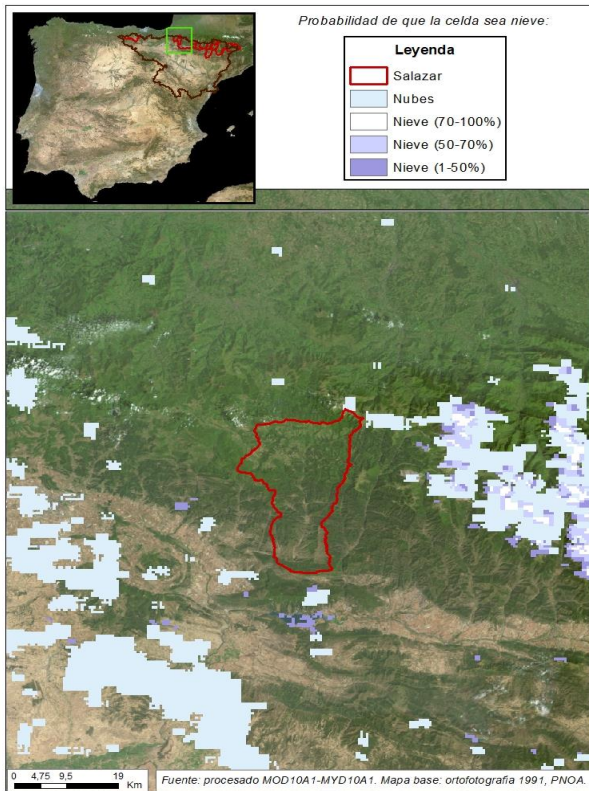 Probabilidad de que la celda sea nieve:
Leyenda
Salazar
Nubes
Nieve (70-100%)
Nieve (50-70%)
Nieve (1-50%)
0 4,75 9,5 19
Km
Fuente: procesado MOD10A1-MYD10A1. Mapa base: ortofotografia 1991, PNOA.